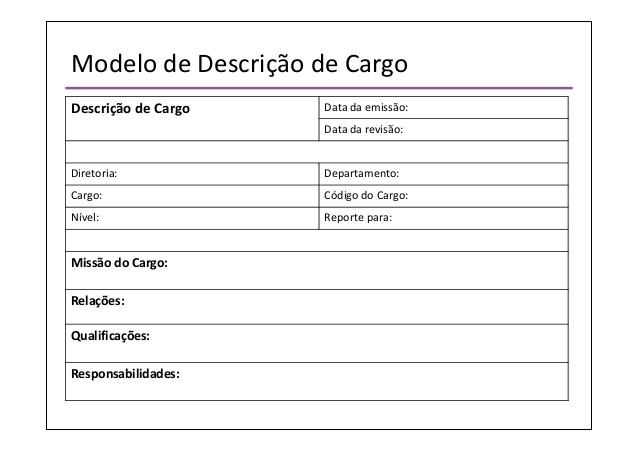 Modelo de Descrição de Cargo
Descrição de Cargo
Data da emissão:
Data da revisão:
Diretoria:
Departamento:
Cargo:
Código do Cargo:
Nível:
Reporte para:
Missão do Cargo:
Relações:
Qualificações:
Responsabilidades: